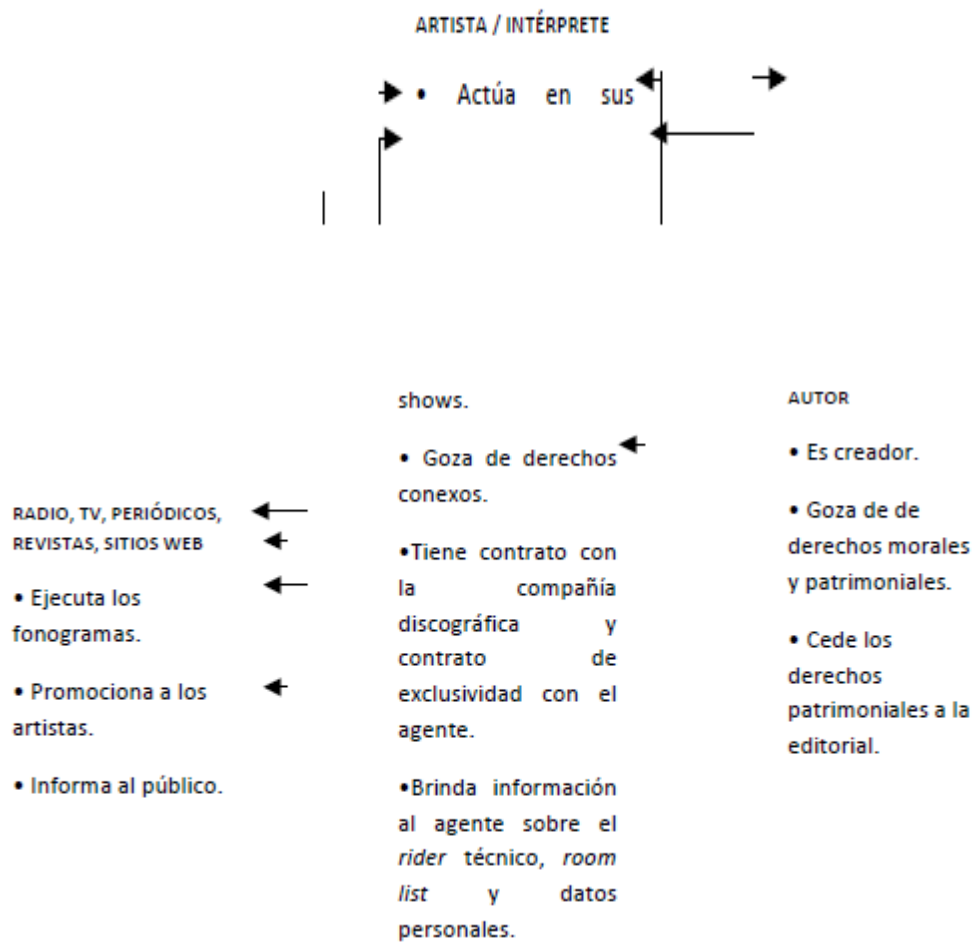 ARTISTA / INTÉRPRETE
• Actúa en sus
shows.
• Goza de derechos
conexos.
•Tiene contrato con
la compañía
discográfica y
contrato de
exclusividad con el
agente.
•Brinda información
al agente sobre el
rider técnico, room
list y datos
personales.
RADIO, TV, PERIÓDICOS,
REVISTAS, SITIOS WEB
• Ejecuta los
fonogramas.
• Promociona a los
artistas.
• Informa al público.
AUTOR
• Es creador.
• Goza de de
derechos morales
y patrimoniales.
• Cede los
derechos
patrimoniales a la
editorial.